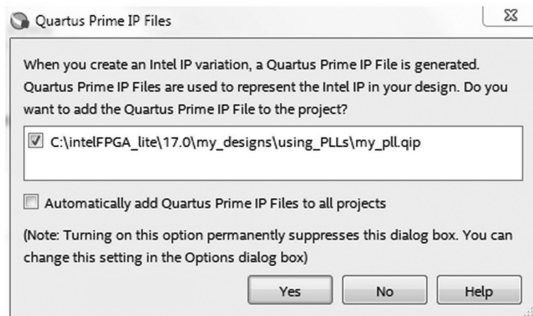 Quartus Prime IP Files
When you create an Intel IP variation, a Quartus Prime IP File is generated.
Quartus Prime IP Files are used to represent the Intel IP in your design. Do you
want to add the Quartus Prime IP File to the project?
C:\intelFPGA_lite\17.0\my_designs\using_PLLs\my_pll.qip
Automatically add Quartus Prime IP Files to all projects
(Note: Turning on this option permanently suppresses this dialog box. You can
change this setting in the Options dialog box)
Yes No Help